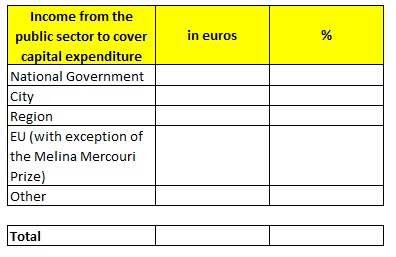 Income from the
public sector to cover
capital expenditure
in euros
%
National Government
City
Region
EU (with exception of
the Melina Mercouri
Prize)
Other
Total